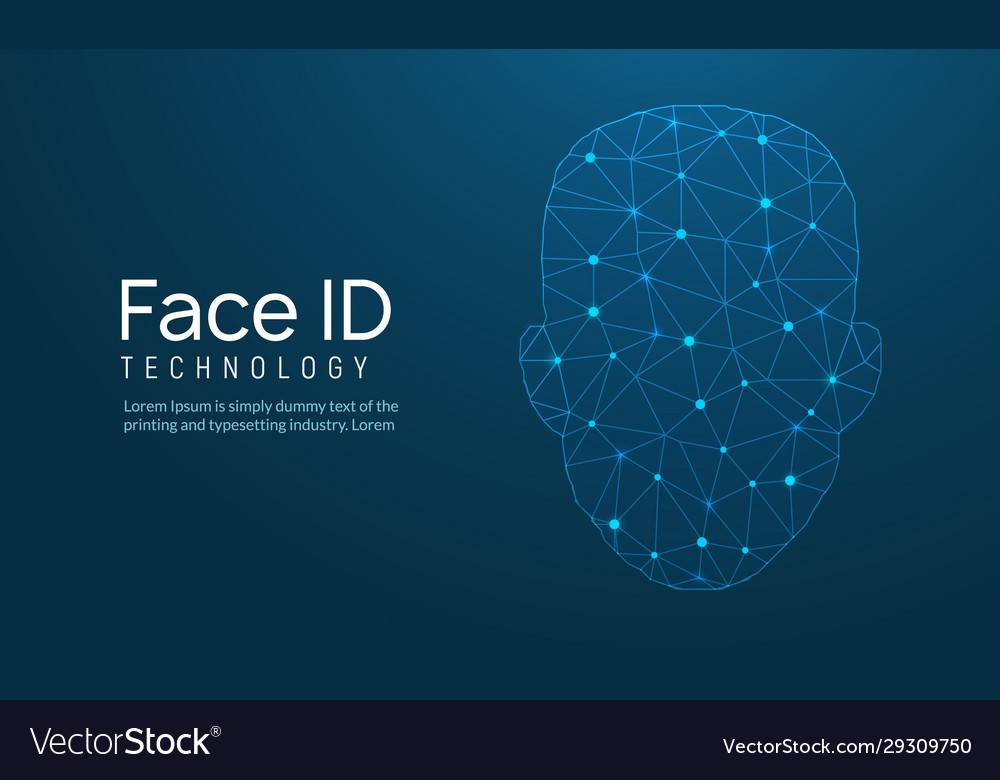 Face ID
TECHNOLOGY
Lorem Ipsum is simply dummy text of the
printing and typesetting industry. Lorem
VectorStock®
VectorStock.com/29309750